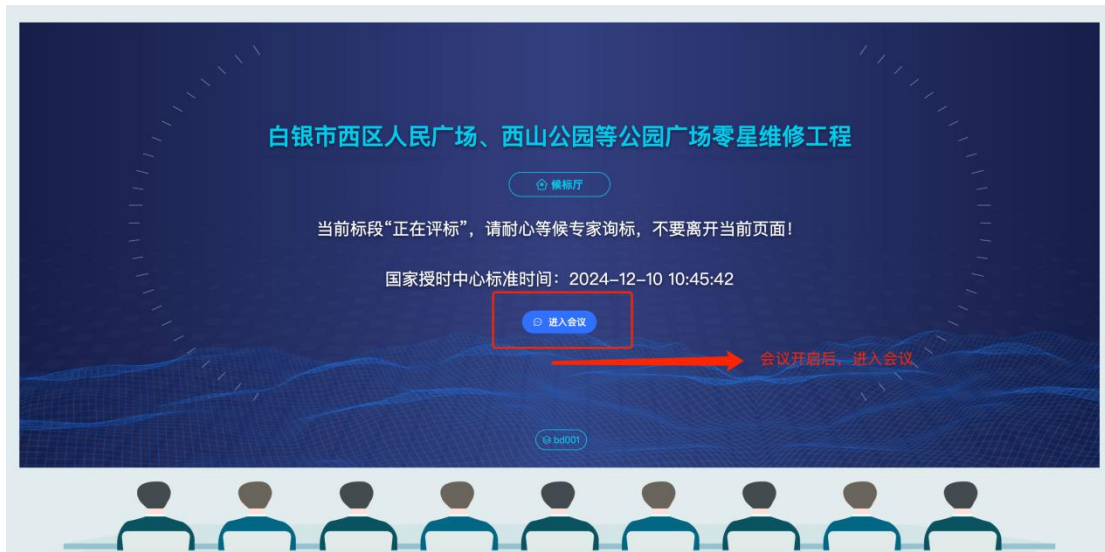 白银市西区人民广场、西山公园等公园广场零星维修工程
候标厅
当前标段“正在评标”，请耐心等候专家询标，不要离开当前页面！
国家授时中心标准时间：2024-12-10 10:45:42
进入会议
会议开启后，进入会议
bd001